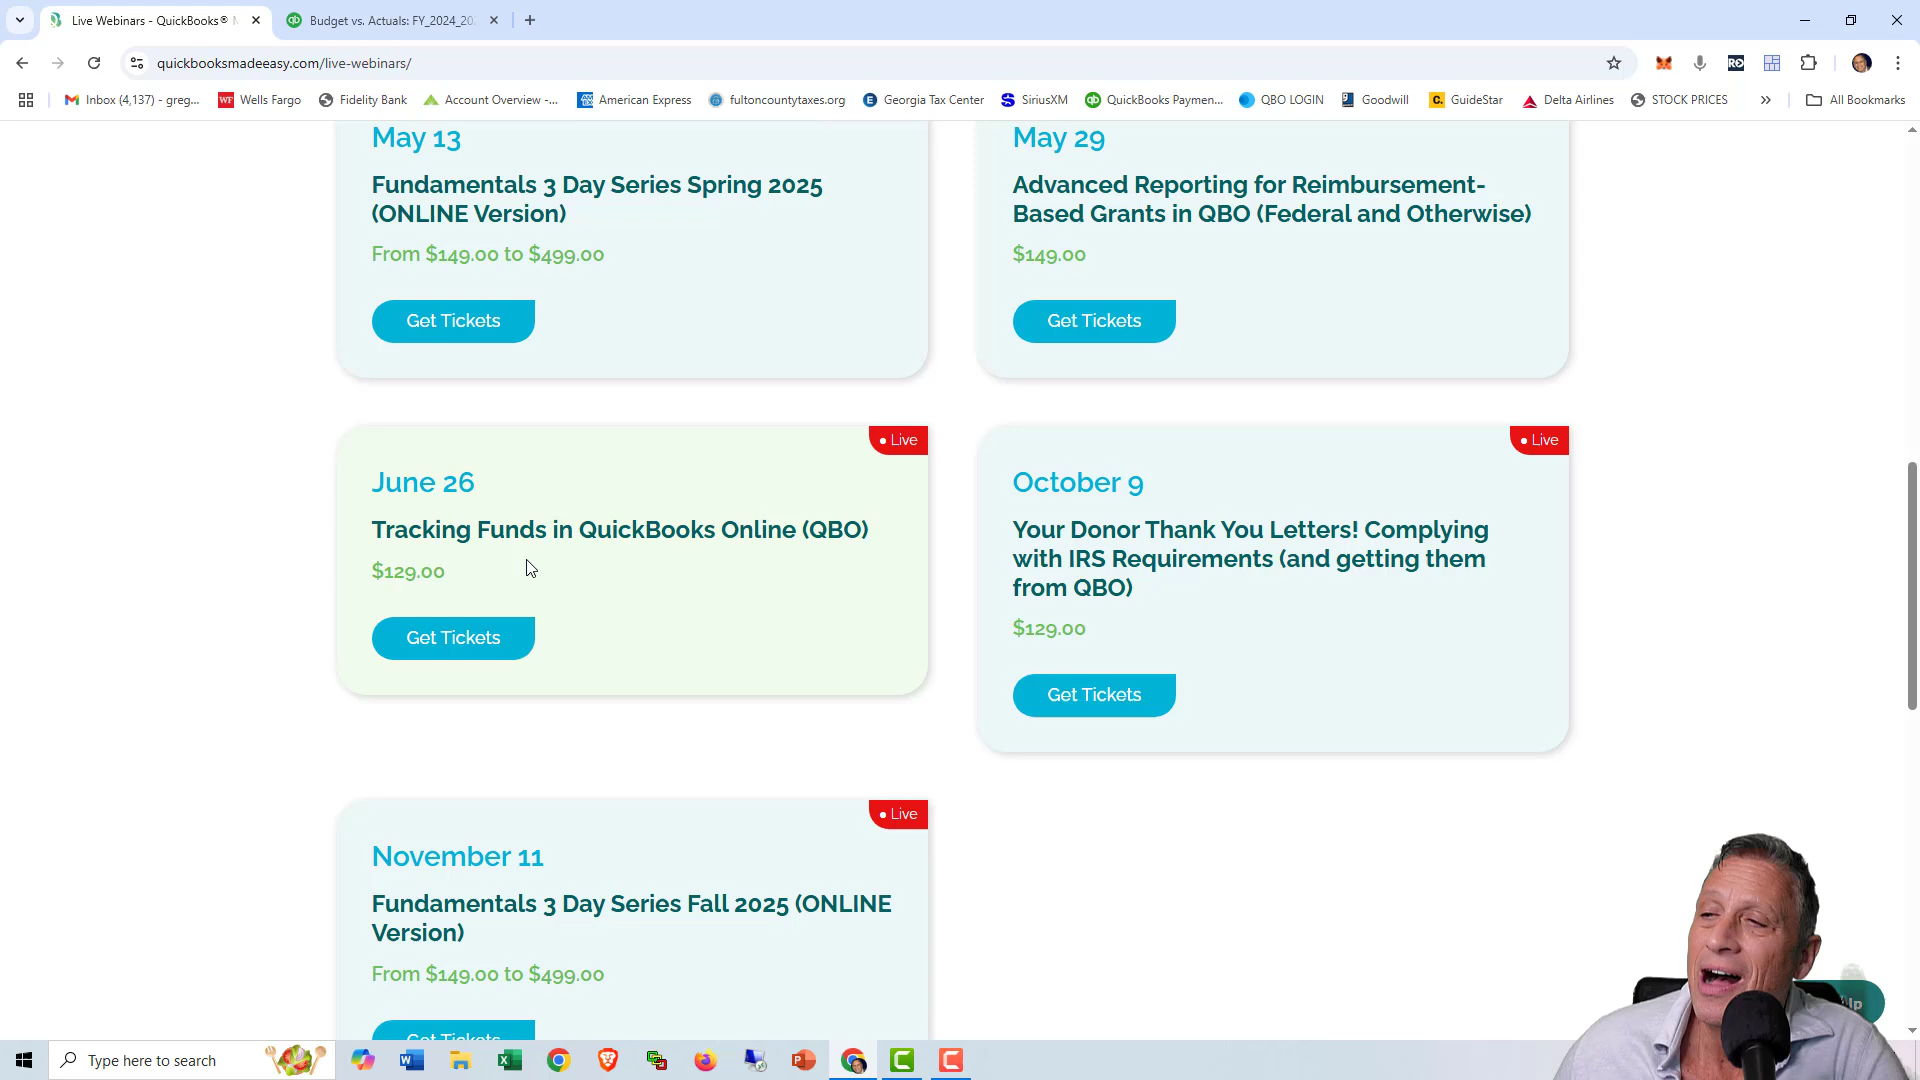 Live Webinars - QuickBooks®
Budget vs. Actuals: FY_2024_20
quickbooksmadeeasy.com/live-webinars/
Inbox (4,137) - greg...
Wells Fargo
Fidelity Bank
Account Overview -...
American Express
fultoncountytaxes.org
Georgia Tax Center
SiriusXM
QuickBooks Paymen...
QBO LOGIN
Goodwill
GuideStar
Delta Airlines
STOCK PRICES
All Bookmarks
May 13
Fundamentals 3 Day Series Spring 2025
(ONLINE Version)
From $149.00 to $499.00
Get Tickets
May 29
Advanced Reporting for Reimbursement-
Based Grants in QBO (Federal and Otherwise)
$149.00
Get Tickets
Live
June 26
Tracking Funds in QuickBooks Online (QBO)
$129.00
Get Tickets
Live
October 9
Your Donor Thank You Letters! Complying
with IRS Requirements (and getting them
from QBO)
$129.00
Get Tickets
Live
November 11
Fundamentals 3 Day Series Fall 2025 (ONLINE
Version)
From $149.00 to $499.00
Get Tickets
Type here to search